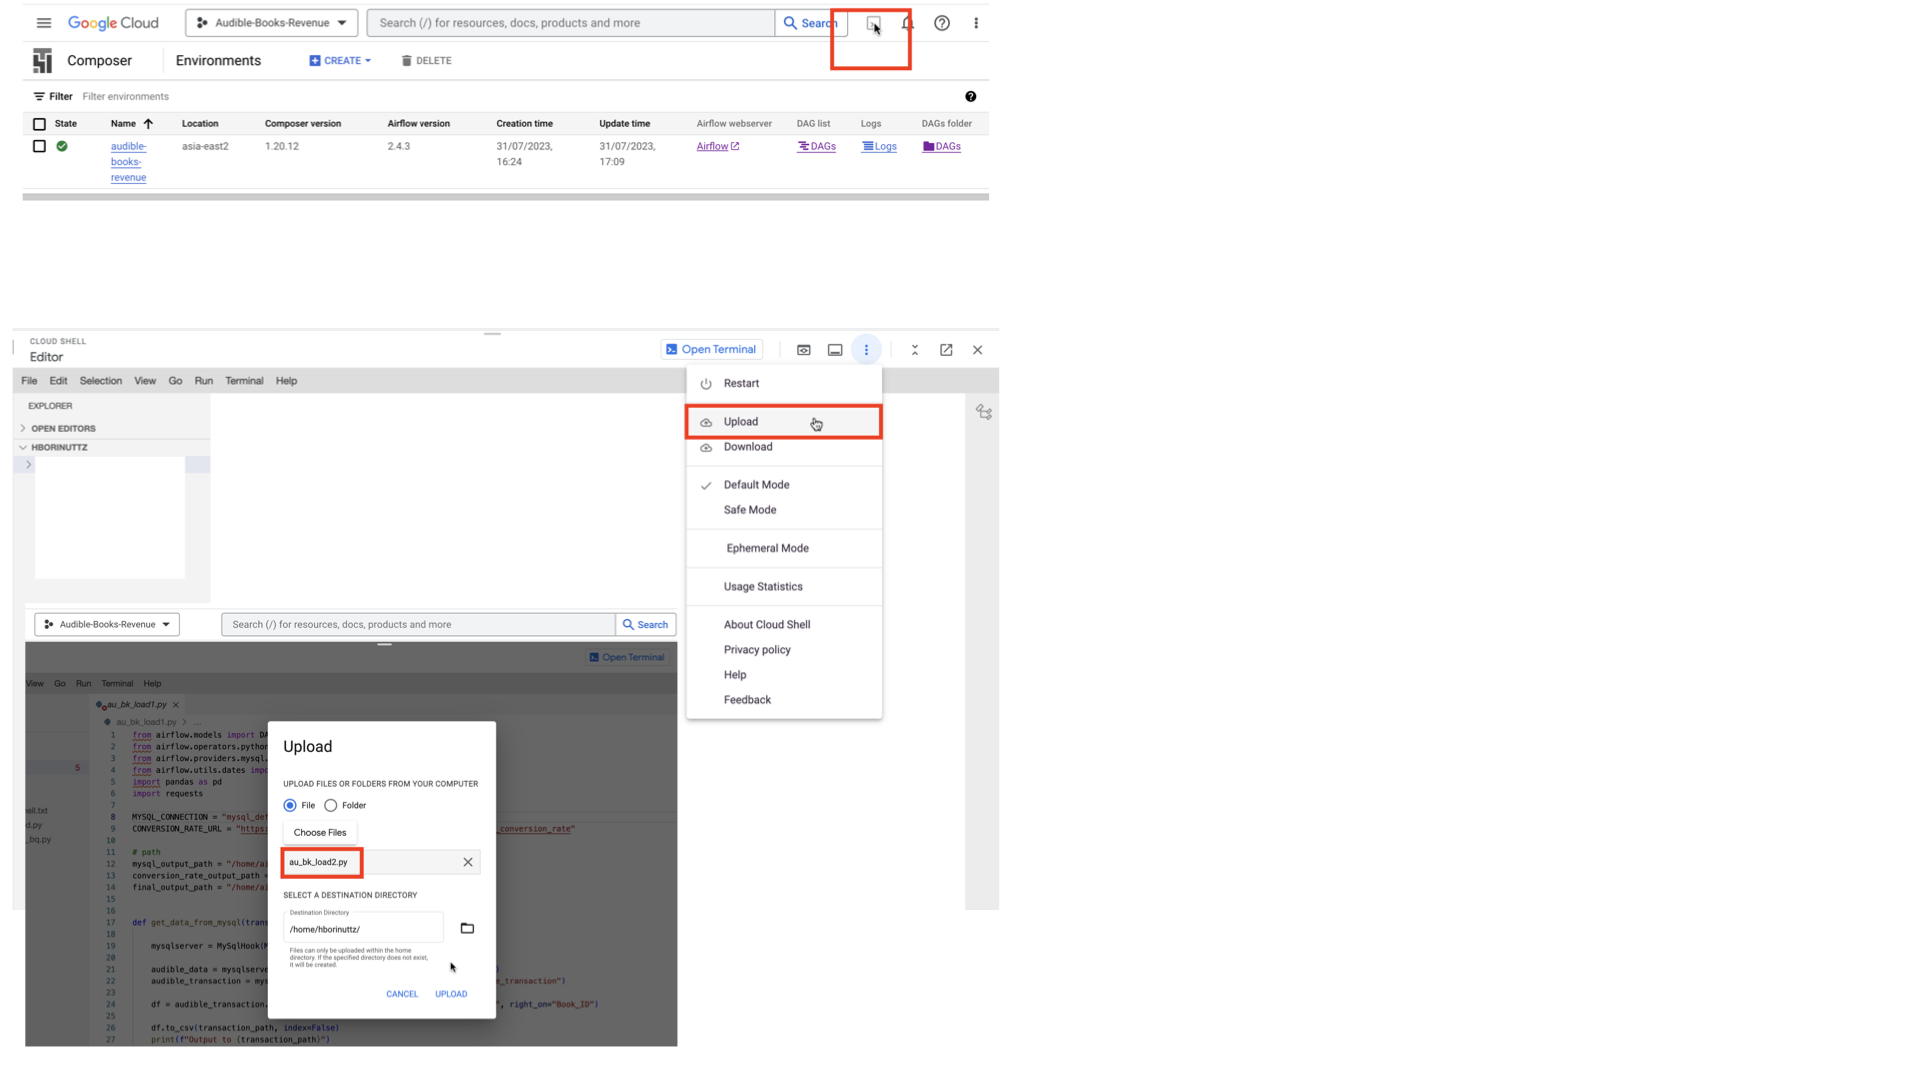 Google Cloud
Audible-Books-Revenue
Search (/) for resources, docs, products and more
Search
Composer
Environments
CREATE
DELETE
Filter Filter environments
State Name Location Composer version Airflow version Creation time Update time Airflow webserver DAG list Logs DAGs folder
audible-books-revenue asia-east2 1.20.12 2.4.3 31/07/2023, 16:24 31/07/2023, 17:09 Airflow DAGs Logs DAGs
CLOUD SHELL
Editor
Open Terminal
File Edit Selection View Go Run Terminal Help
EXPLORER
OPEN EDITORS
HBORINUTTZ
Restart
Upload
Download
Default Mode
Safe Mode
Ephemeral Mode
Usage Statistics
About Cloud Shell
Privacy policy
Help
Feedback
Audible-Books-Revenue
Search (/) for resources, docs, products and more
Search
Open Terminal
View Go Run Terminal Help
au_bk_load1.py
au_bk_load1.py > ...
5
ell.txt
d.py
_bq.py
1 from airflow.models import DA
2 from airflow.operators.python
3 from airflow.providers.mysql.
4 from airflow.utils.dates impo
5 import pandas as pd
6 import requests
7
8 MYSQL_CONNECTION = "mysql_def
9 CONVERSION_RATE_URL = "https: _conversion_rate"
10
11 # path
12 mysql_output_path = "/home/ai
13 conversion_rate_output_path =
14 final_output_path = "/home/ai
15
16
17 def get_data_from_mysql(trans
18
19 mysqlserver = MySqlHook(M
20
21 audible_data = mysqlserve )
22 audible_transaction = mys e_transaction")
23
24 df = audible_transaction. ", right_on="Book_ID")
25
26 df.to_csv(transaction_path, index=False)
27 print(f"Output to {transaction_path}")
Upload
UPLOAD FILES OR FOLDERS FROM YOUR COMPUTER
File Folder
Choose Files
au_bk_load2.py
SELECT A DESTINATION DIRECTORY
Destination Directory
/home/hborinuttz/
Files can only be uploaded within the home
directory. If the specified directory does not exist,
it will be created.
CANCEL UPLOAD